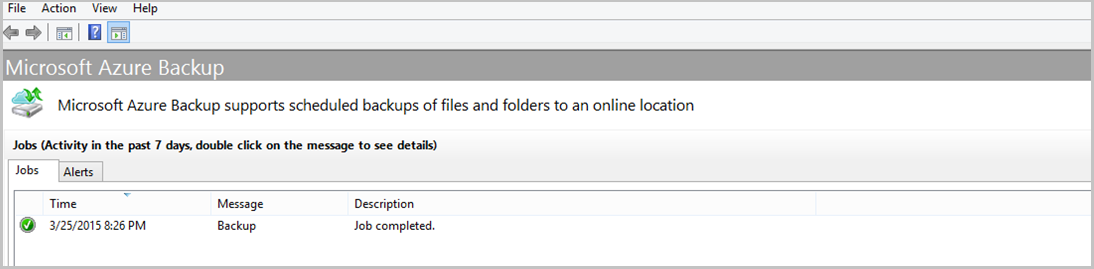 File Action View Help
?
Microsoft Azure Backup
Microsoft Azure Backup supports scheduled backups of files and folders to an online location
Jobs (Activity in the past 7 days, double click on the message to see details)
Jobs Alerts
Time Message Description
3/25/2015 8:26 PM Backup Job completed.